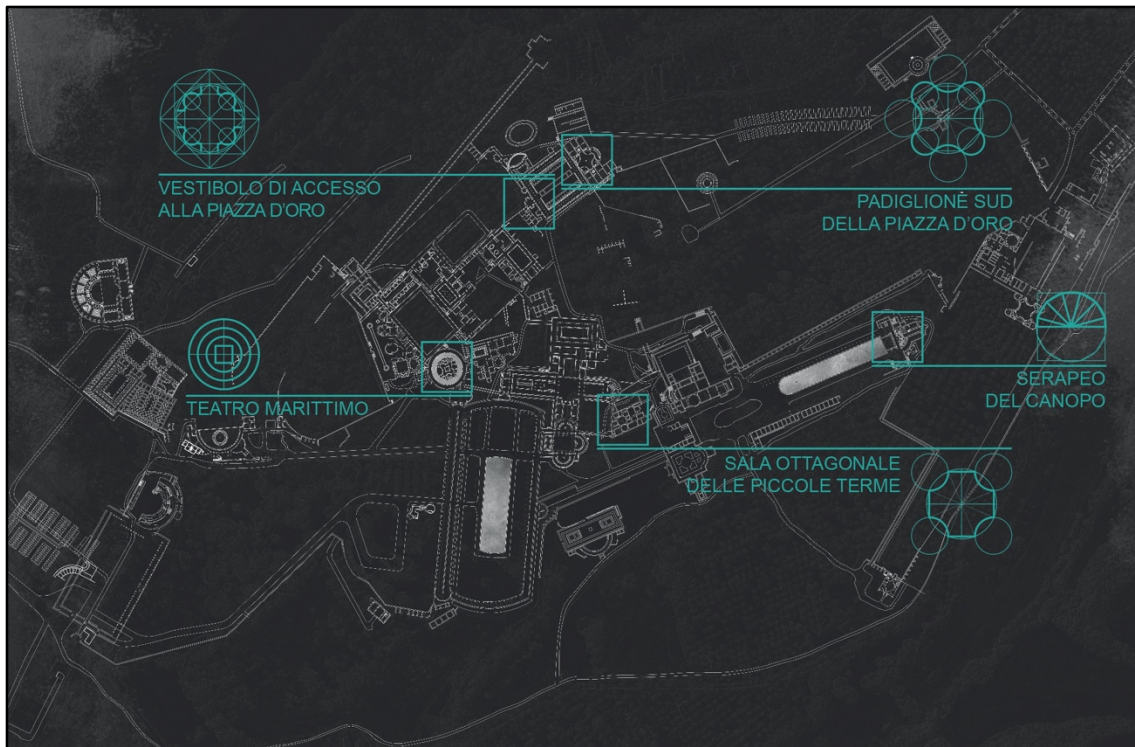 VESTIBOLO DI ACCESSO
ALLA PIAZZA D'ORO
PADIGLIONE SUD
DELLA PIAZZA D'ORO
TEATRO MARITTIMO
SERAPEO
DEL CANOPO
SALA OTTAGONALE
DELLE PICCOLE TERME